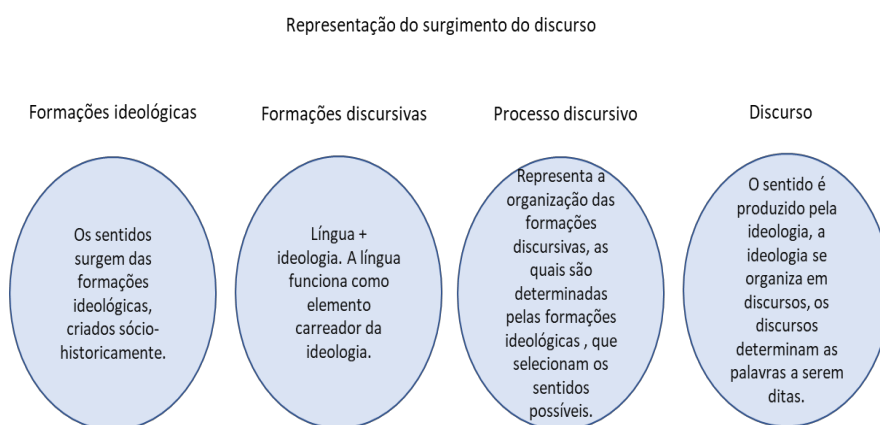 Representação do surgimento do discurso
Formações ideológicas
Formações discursivas
Processo discursivo
Discurso
Os sentidos
surgem das
formações
ideológicas,
criados sócio-
historicamente.
Língua +
ideologia. A língua
funciona como
elemento
carreador da
ideologia.
Representa a
organização das
formações
discursivas, as
quais são
determinadas
pelas formações
ideológicas , que
selecionam os
sentidos
possíveis.
O sentido é
produzido pela
ideologia, a
ideologia se
organiza em
discursos, os
discursos
determinam as
palavras a serem
ditas.